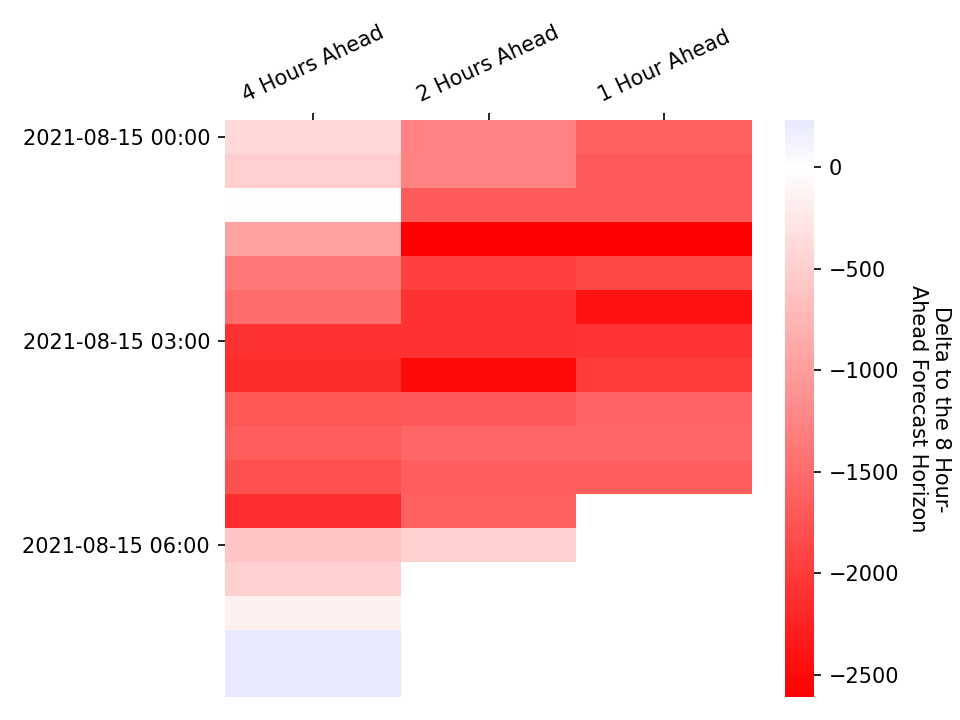 4 Hours Ahead
2 Hours Ahead
1 Hour Ahead
2021-08-15 00:00
2021-08-15 03:00
2021-08-15 06:00
0
−500
−1000
−1500
−2000
−2500
Delta to the 8 Hour-
Ahead Forecast Horizon